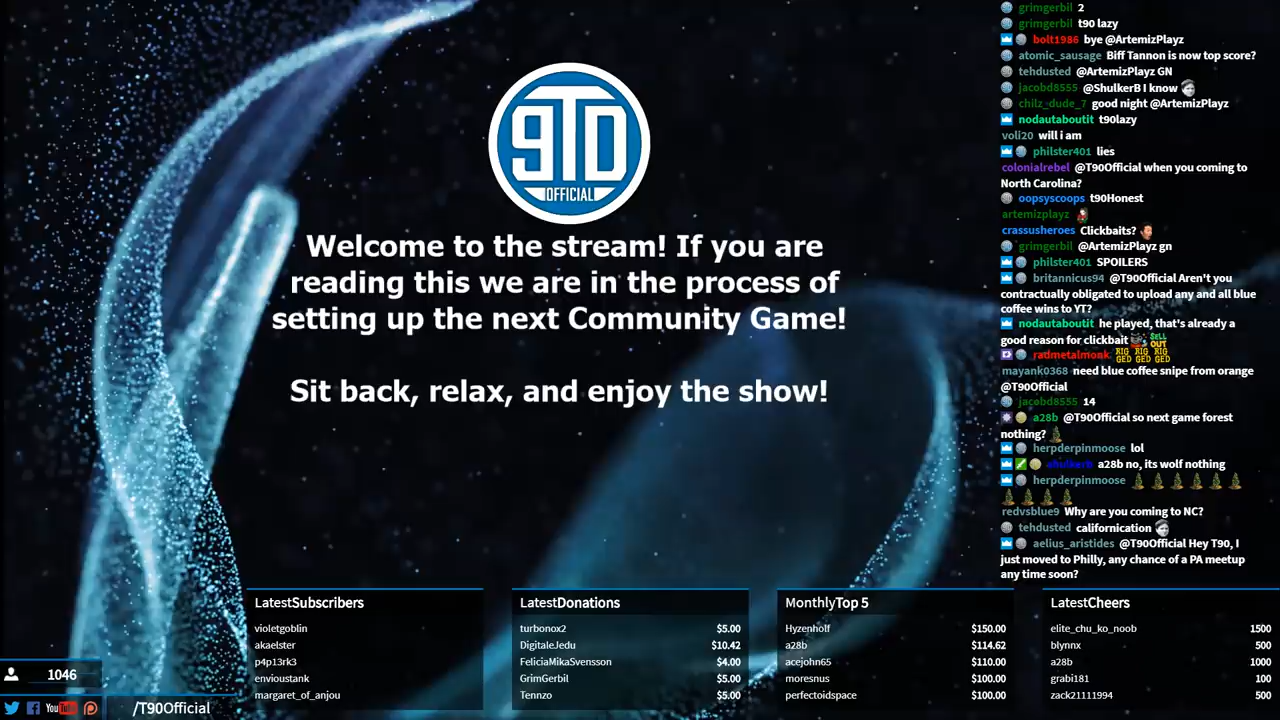 9TO
OFFICIAL
Welcome to the stream! If you are
reading this we are in the process of
setting up the next Community Game!
Sit back, relax, and enjoy the show!
grimgerbil 2
grimgerbil t90 lazy
bolt1986 bye @ArtemizPlayz
atomic_sausage Biff Tannon is now top score?
tehdusted @ArtemizPlayz GN
jacobd8555 @ShulkerB I know
chilz_dude_7 good night @ArtemizPlayz
nodautaboutit t90lazy
voli20 will i am
philster401 lies
colonialrebel @T90Official when you coming to
North Carolina?
oopsyscoops t90Honest
artemizplayz
crassusheroes Clickbaits?
grimgerbil @ArtemizPlayz gn
philster401 SPOILERS
britannicus94 @T90Official Aren't you
contractually obligated to upload any and all blue
coffee wins to YT?
nodautaboutit he played, that's already a
good reason for clickbait SELL OUT
radmetalmonk RIGGED RIGGED RIGGED
mayank0368 need blue coffee snipe from orange
@T90Official
jacobd8555 14
a28b @T90Official so next game forest
nothing?
herpderpinmoose lol
shulkerb a28b no, its wolf nothing
herpderpinmoose
redvsblue9 Why are you coming to NC?
tehdusted californication
aelius_aristides @T90Official Hey T90, I
just moved to Philly, any chance of a PA meetup
any time soon?
LatestSubscribers
violetgoblin
akaelster
p4p13rk3
envioustank
margaret_of_anjou
LatestDonations
turbonox2 $5.00
DigitaleJedu $10.42
FeliciaMikaSvensson $4.00
GrimGerbil $5.00
Tennzo $5.00
MonthlyTop 5
Hyzenholf $150.00
a28b $114.62
acejohn65 $110.00
moresnus $100.00
perfectoidspace $100.00
LatestCheers
elite_chu_ko_noob 1500
blynnx 500
a28b 1000
grabi181 100
zack21111994 500
1046
YouTube /T90Official